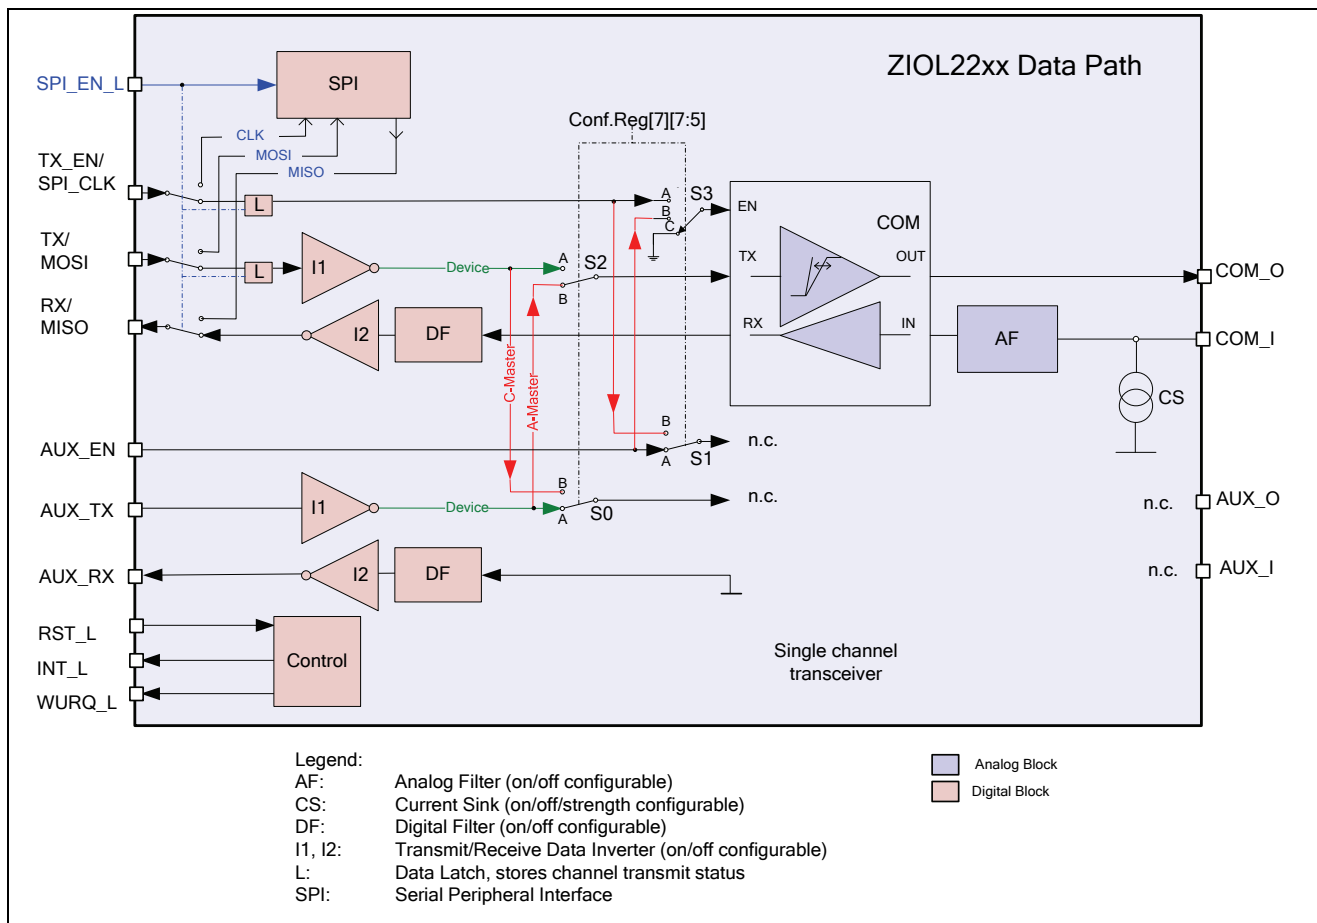 ZIOL22xx Data Path
SPI_EN_L
SPI
Conf.Reg[7][7:5]
CLK
MOSI
MISO
TX_EN/
SPI_CLK
L
A
B
C
S3
EN
COM
TX/
MOSI
L
I1
Device
A
B
S2
TX
OUT
COM_O
RX/
MISO
I2
DF
RX
IN
AF
COM_I
CS
C-Master
A-Master
AUX_EN
B
A
S1
n.c.
AUX_TX
I1
Device
B
A
S0
n.c.
n.c.
AUX_O
AUX_RX
I2
DF
n.c.
AUX_I
RST_L
INT_L
WURQ_L
Control
Single channel
transceiver
Legend:
AF: Analog Filter (on/off configurable)
CS: Current Sink (on/off/strength configurable)
DF: Digital Filter (on/off configurable)
I1, I2: Transmit/Receive Data Inverter (on/off configurable)
L: Data Latch, stores channel transmit status
SPI: Serial Peripheral Interface
Analog Block
Digital Block